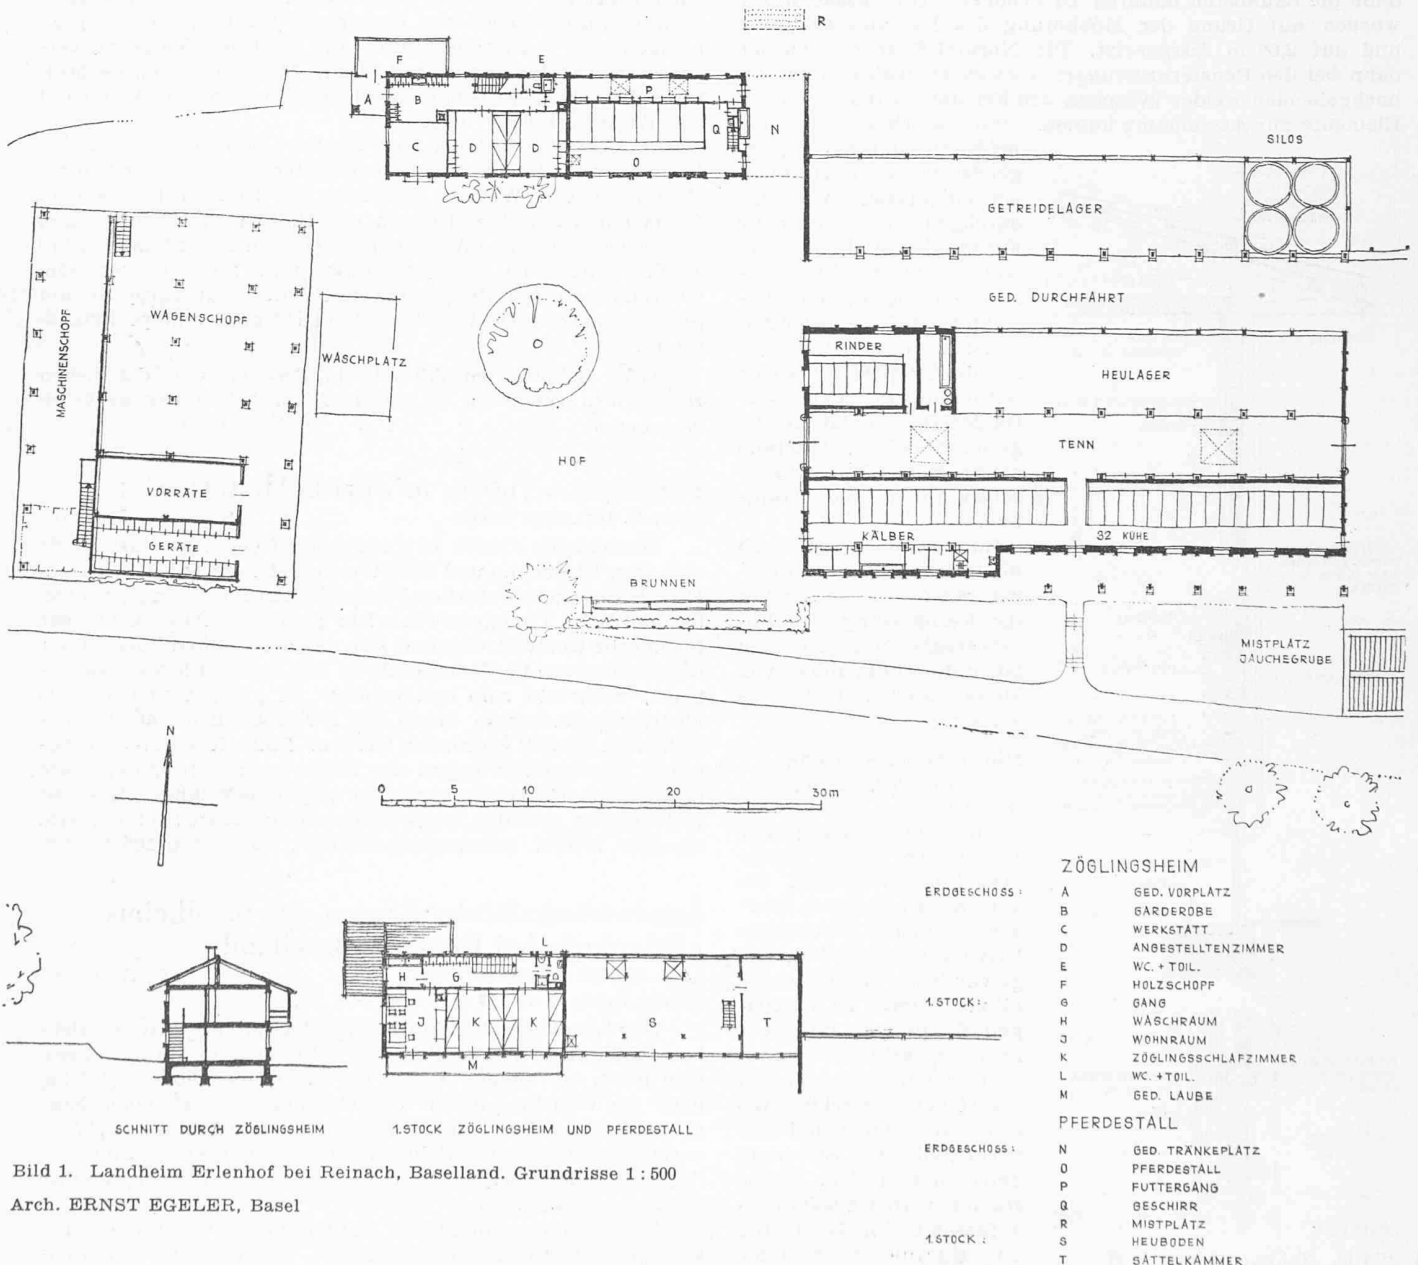 R
F
E
A
B
P
C
D
D
O
Q
N
SILOS
GETREIDELAGER
GED. DURCHFAHRT
MASCHINENSCHOPF
WAGENSCHOPF
WASCHPLATZ
RINDER
HEULAGER
TENN
HOF
VORRÄTE
GERÄTE
KÄLBER
32 KÜHE
BRUNNEN
MISTPLATZ
JAUCHEGRUBE
N
0 5 10 20 30 m
L
H
G
J
K
K
S
T
M
SCHNITT DURCH ZÖGLINGSHEIM
1. STOCK ZÖGLINGSHEIM UND PFERDESTALL
ZÖGLINGSHEIM
ERDGESCHOSS : A GED. VORPLATZ
B GARDEROBE
C WERKSTATT
D ANGESTELLTENZIMMER
E WC. + TOIL.
F HOLZSCHOPF
1. STOCK : G GANG
H WASCHRAUM
J WOHNRAUM
K ZÖGLINGSSCHLAFZIMMER
L WC. + TOIL.
M GED. LAUBE
PFERDESTALL
ERDGESCHOSS : N GED. TRÄNKEPLATZ
O PFERDESTALL
P FUTTERGANG
Q GESCHIRR
R MISTPLATZ
1. STOCK : S HEUBODEN
T SATTELKAMMER
Bild 1. Landheim Erlenhof bei Reinach, Baselland. Grundrisse 1 : 500
Arch. ERNST EGELER, Basel